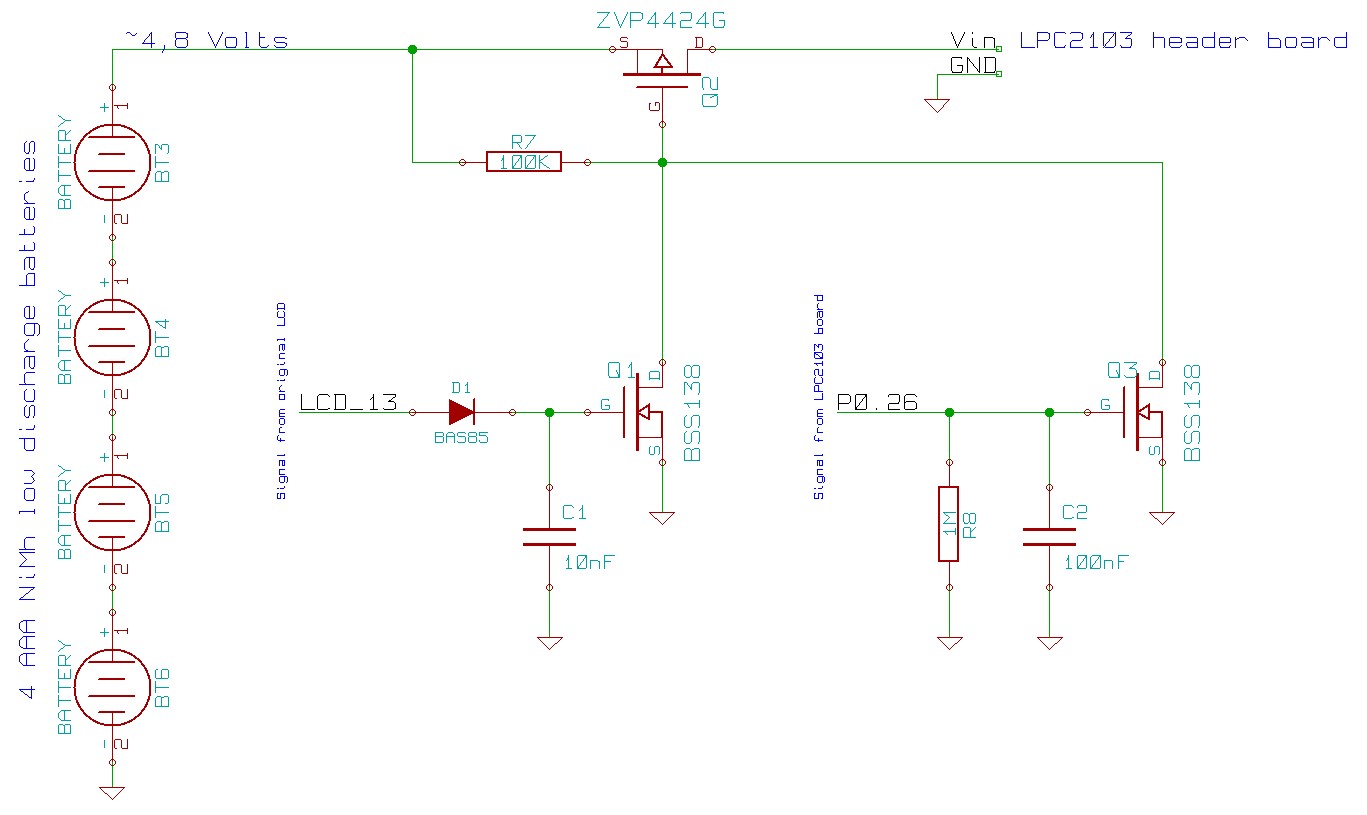 ZVP4424G
~4,8 Volts
S
D
Vin
LPC2103 header board
GND
Q2
G
R7
100K
4 AAA NiMh low discharge batteries
BATTERY
+
1
BT3
-
2
BATTERY
+
1
BT4
-
2
BATTERY
+
1
BT5
-
2
BATTERY
+
1
BT6
-
2
Signal from original LCD
LCD_13
D1
BAS85
Q1
D
G
S
BSS138
C1
10nF
Signal from LPC2103 board
P0.26
Q3
D
G
S
BSS138
1M
R8
C2
100nF